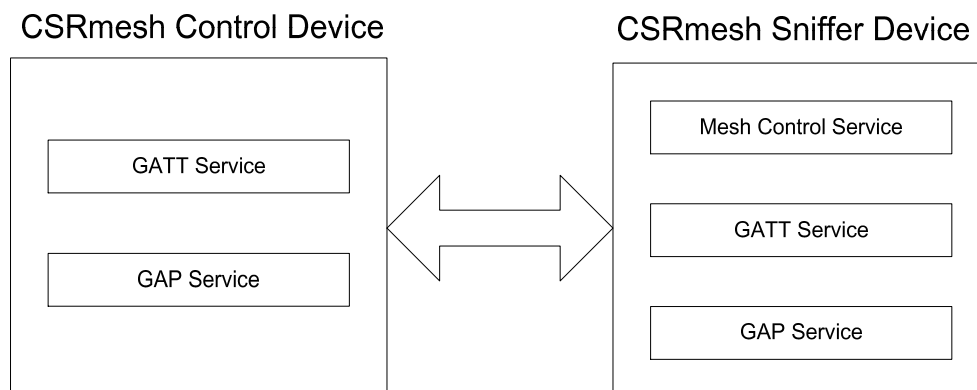 CSRmesh Control Device
GATT Service
GAP Service
CSRmesh Sniffer Device
Mesh Control Service
GATT Service
GAP Service